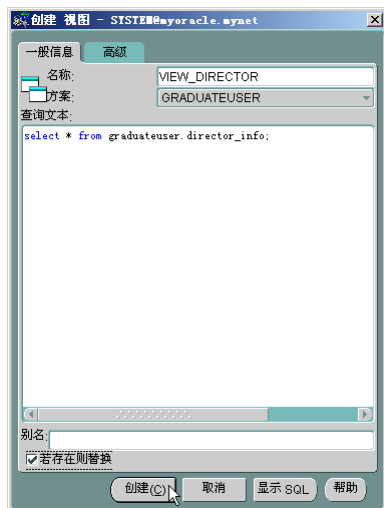 创建 视图 - SYSTEM@myoracle.mynet
一般信息 高级
名称: VIEW_DIRECTOR
方案: GRADUATEUSER
查询文本:
select * from graduateuser.director_info;
别名:
若存在则替换
创建(C) 取消 显示 SQL 帮助